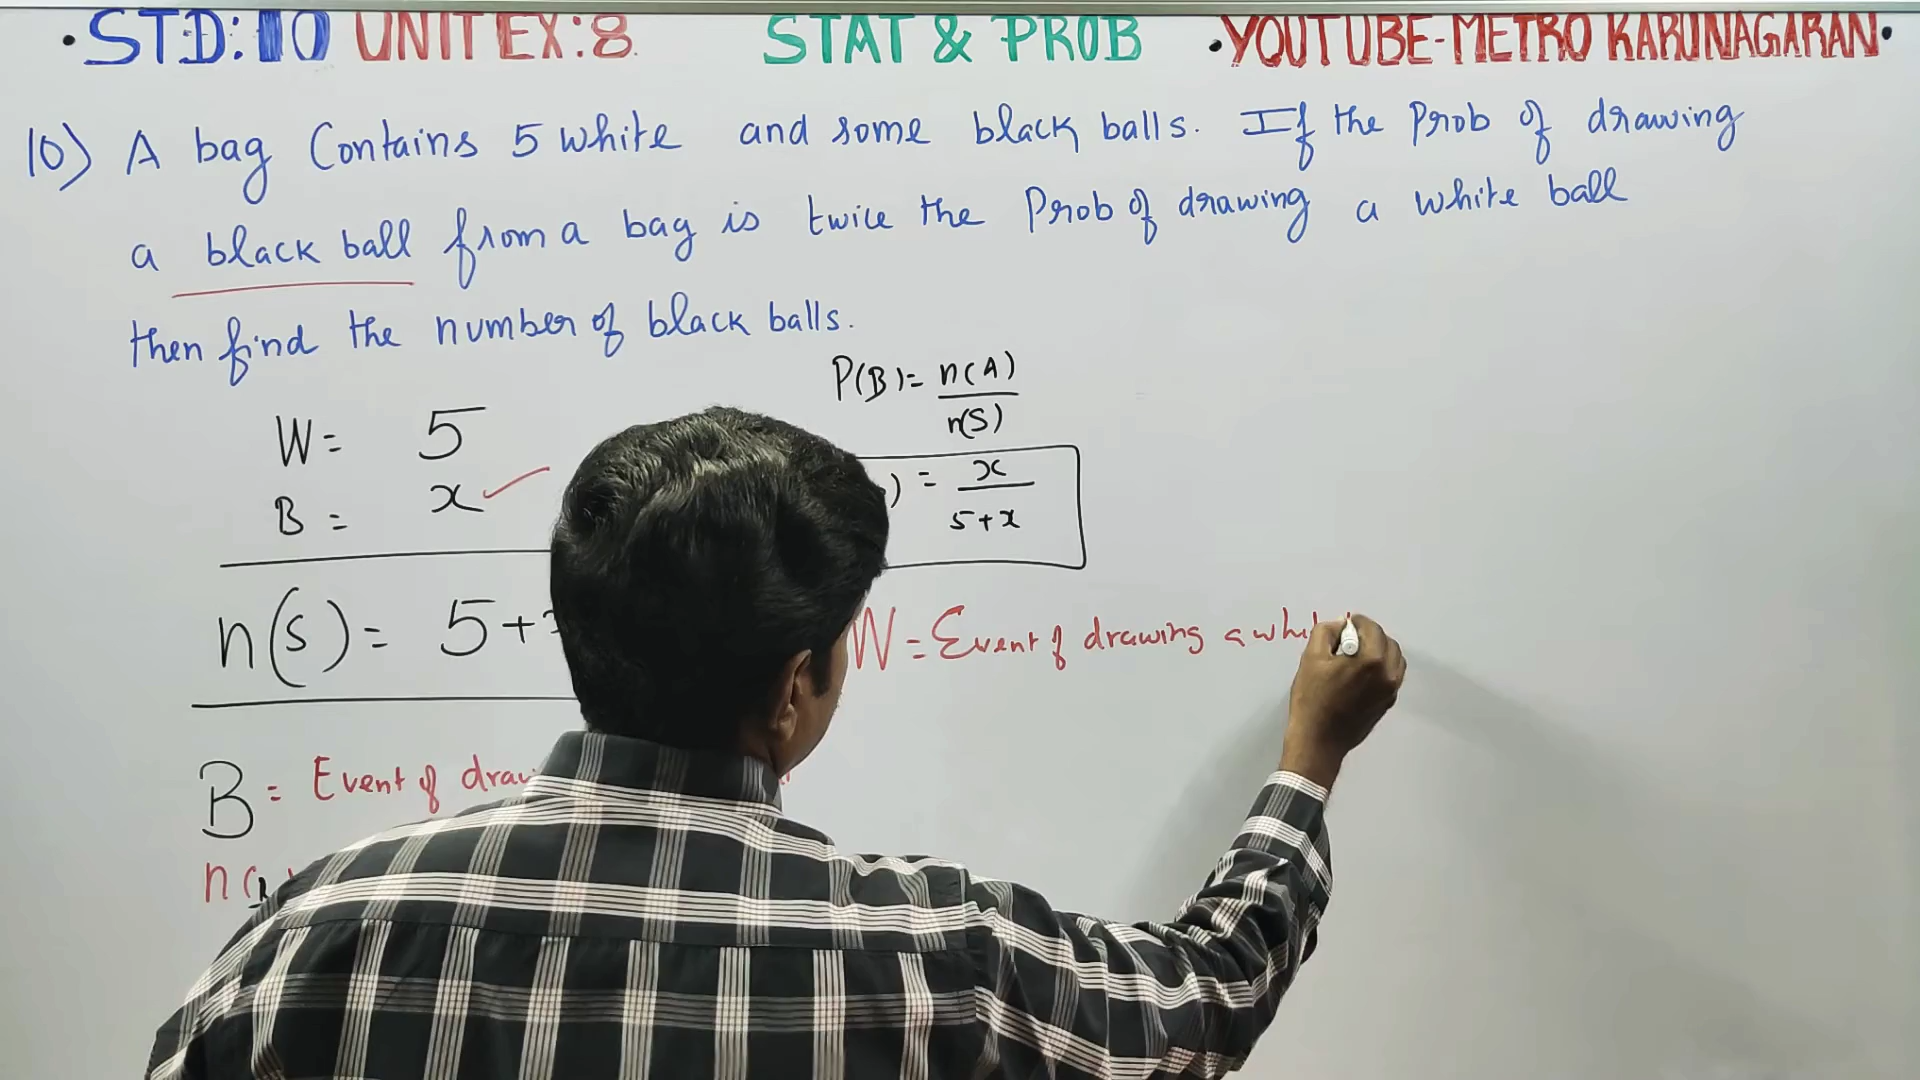 • STD: 10 UNIT EX: 8 STAT & PROB • YOUTUBE-METRO KARUNAGARAN •
10) A bag Contains 5 white and some black balls. If the Prob of drawing
a black ball from a bag is twice the Prob of drawing a white ball
then find the number of black balls.
W = 5
B = x ✓
n(S) = 5+
B = Event of
n(
P(B) = n(A)
n(S)
) = x
5+x
W = Event of drawing a